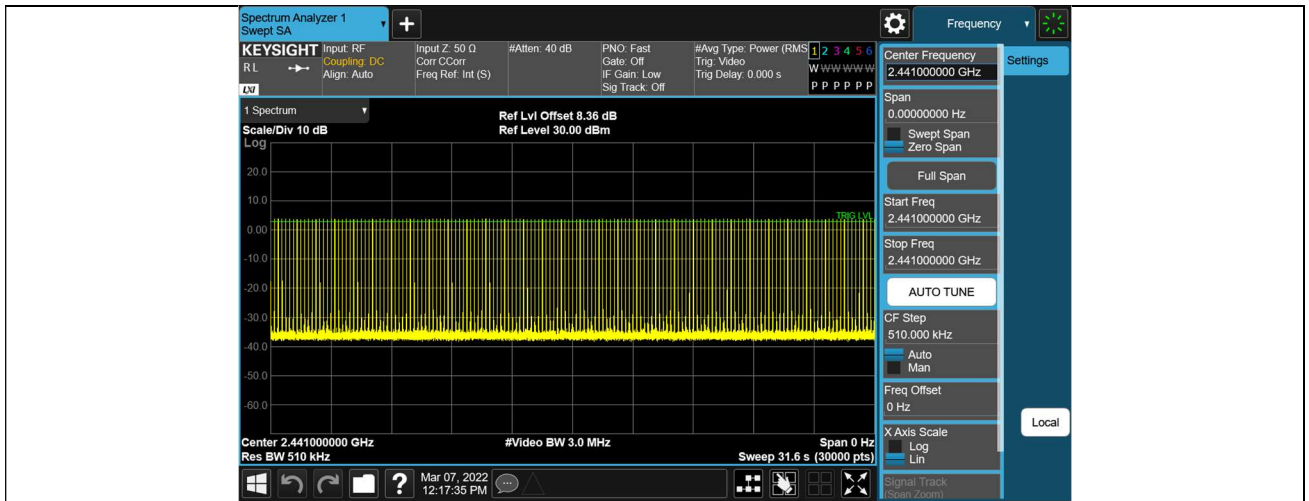 Spectrum Analyzer 1
Swept SA
+
Frequency
KEYSIGHT
RL
LXI
Input: RF
Coupling: DC
Align: Auto
Input Z: 50 Ω
Corr CCorr
Freq Ref: Int (S)
#Atten: 40 dB
PNO: Fast
Gate: Off
IF Gain: Low
Sig Track: Off
#Avg Type: Power (RMS
Trig: Video
Trig Delay: 0.000 s
1 2 3 4 5 6
W W W W W W
P P P P P P
1 Spectrum
Scale/Div 10 dB
Ref Lvl Offset 8.36 dB
Ref Level 30.00 dBm
Log
20.0
10.0
TRIG LVL
0.00
-10.0
-20.0
-30.0
-40.0
-50.0
-60.0
Center 2.441000000 GHz
#Video BW 3.0 MHz
Span 0 Hz
Res BW 510 kHz
Sweep 31.6 s (30000 pts)
?
Mar 07, 2022
12:17:35 PM
Center Frequency
2.441000000 GHz
Settings
Span
0.00000000 Hz
Swept Span
Zero Span
Full Span
Start Freq
2.441000000 GHz
Stop Freq
2.441000000 GHz
AUTO TUNE
CF Step
510.000 kHz
Auto
Man
Freq Offset
0 Hz
X Axis Scale
Log
Lin
Local
Signal Track
(Span Zoom)